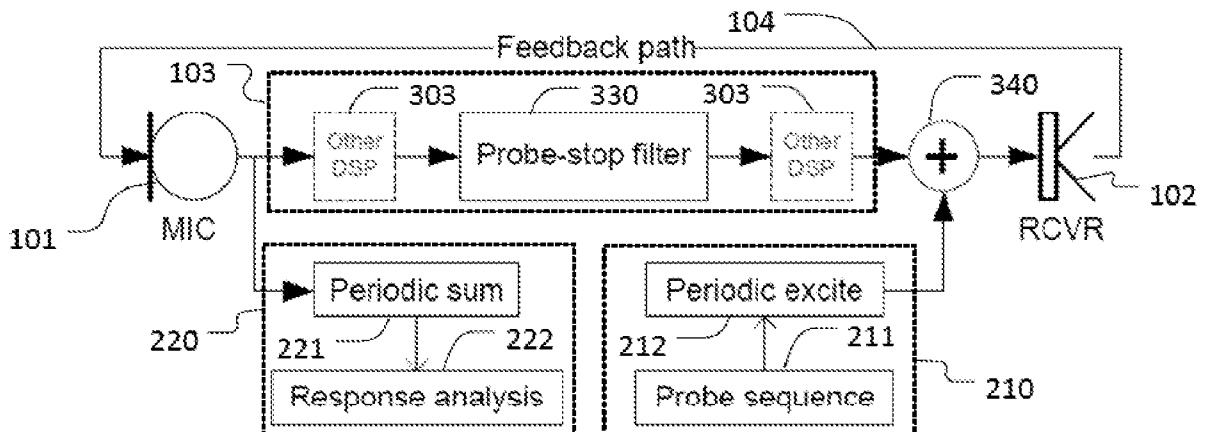 104
Feedback path
103
303
330
303
340
Other DSP
Probe-stop filter
Other DSP
+
101
MIC
RCVR
102
Periodic sum
Periodic excite
220
221
222
212
211
Response analysis
Probe sequence
210